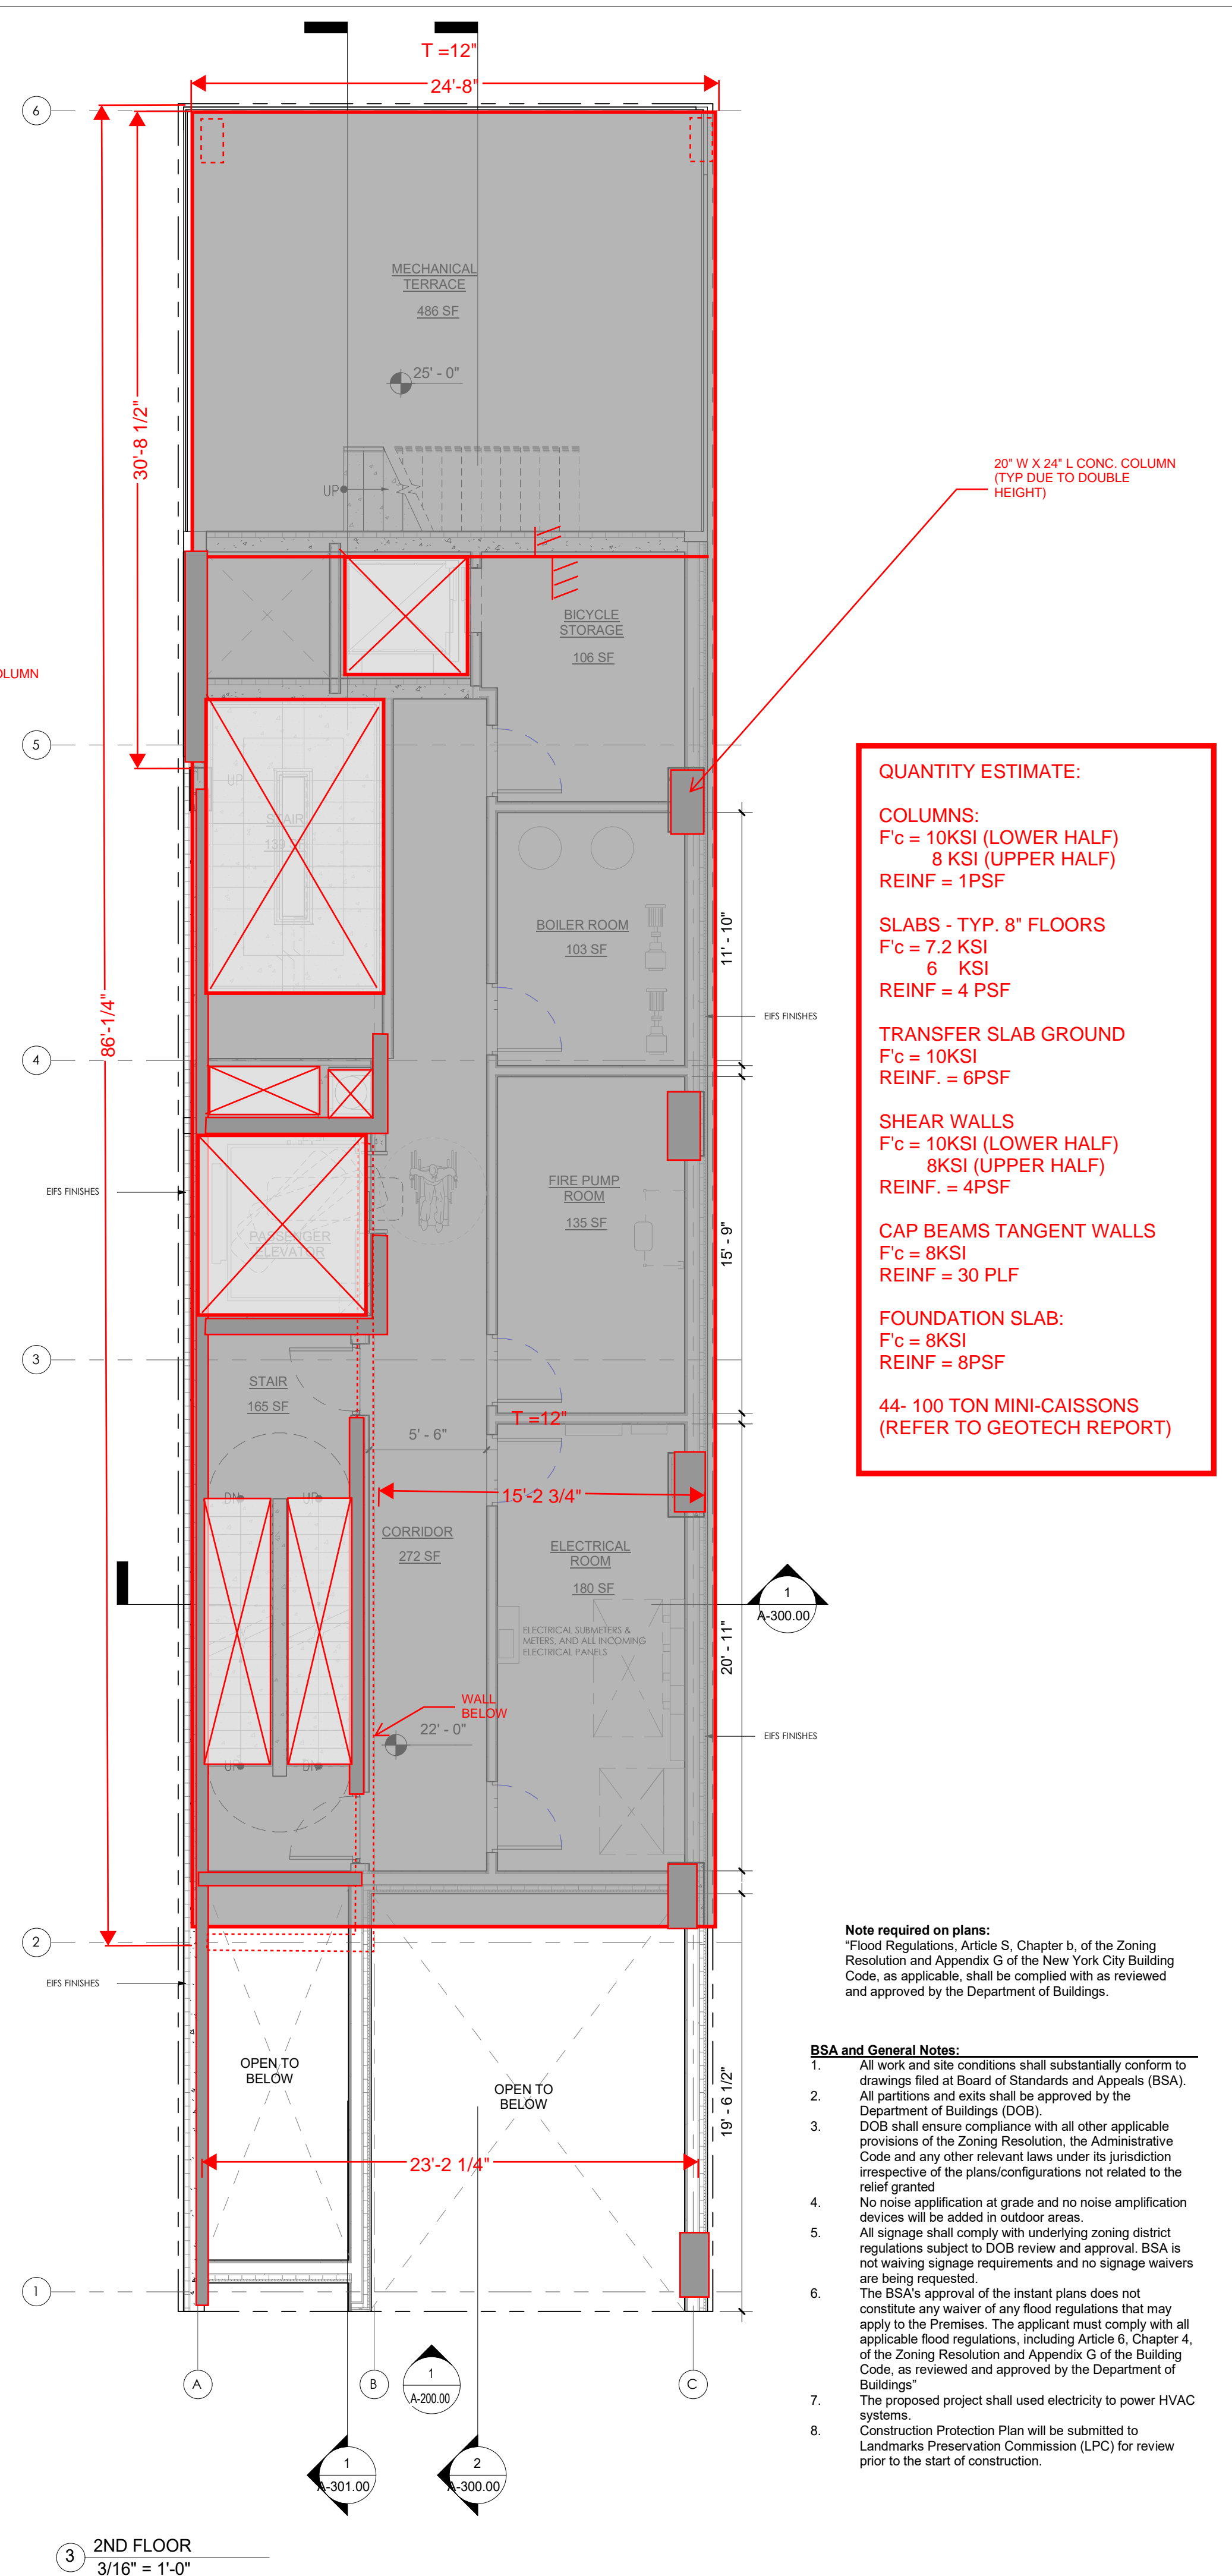 T =12"
24'-8"
6
MECHANICAL
TERRACE
486 SF
25' - 0"
30'-8 1/2"
UP
20" W X 24" L CONC. COLUMN
(TYP DUE TO DOUBLE
HEIGHT)
BICYCLE
STORAGE
106 SF
OLUMN
5
UP
STAIR
QUANTITY ESTIMATE:
COLUMNS:
F'c = 10KSI (LOWER HALF)
8 KSI (UPPER HALF)
REINF = 1PSF
SLABS - TYP. 8" FLOORS
F'c = 7.2 KSI
6 KSI
REINF = 4 PSF
TRANSFER SLAB GROUND
F'c = 10KSI
REINF. = 6PSF
SHEAR WALLS
F'c = 10KSI (LOWER HALF)
8KSI (UPPER HALF)
REINF. = 4PSF
CAP BEAMS TANGENT WALLS
F'c = 8KSI
REINF = 30 PLF
FOUNDATION SLAB:
F'c = 8KSI
REINF = 8PSF
44- 100 TON MINI-CAISSONS
(REFER TO GEOTECH REPORT)
BOILER ROOM
103 SF
11' - 10"
EIFS FINISHES
86'-1/4"
4
EIFS FINISHES
FIRE PUMP
ROOM
135 SF
PASSENGER
ELEVATOR
15' - 9"
3
STAIR
165 SF
T =12"
5' - 6"
15'-2 3/4"
DN
UP
CORRIDOR
272 SF
ELECTRICAL
ROOM
180 SF
1
A-300.00
ELECTRICAL SUBMETERS &
METERS, AND ALL INCOMING
ELECTRICAL PANELS
20' - 11"
WALL
BELOW
22' - 0"
EIFS FINISHES
UP
DN
2
EIFS FINISHES
Note required on plans:
“Flood Regulations, Article S, Chapter b, of the Zoning
Resolution and Appendix G of the New York City Building
Code, as applicable, shall be complied with as reviewed
and approved by the Department of Buildings.
OPEN TO
BELOW
OPEN TO
BELOW
19' - 6 1/2"
23'-2 1/4"
BSA and General Notes:
1. All work and site conditions shall substantially conform to
drawings filed at Board of Standards and Appeals (BSA).
2. All partitions and exits shall be approved by the
Department of Buildings (DOB).
3. DOB shall ensure compliance with all other applicable
provisions of the Zoning Resolution, the Administrative
Code and any other relevant laws under its jurisdiction
irrespective of the plans/configurations not related to the
relief granted
4. No noise applification at grade and no noise amplification
devices will be added in outdoor areas.
5. All signage shall comply with underlying zoning district
regulations subject to DOB review and approval. BSA is
not waiving signage requirements and no signage waivers
are being requested.
6. The BSA's approval of the instant plans does not
constitute any waiver of any flood regulations that may
apply to the Premises. The applicant must comply with all
applicable flood regulations, including Article 6, Chapter 4,
of the Zoning Resolution and Appendix G of the Building
Code, as reviewed and approved by the Department of
Buildings”
7. The proposed project shall used electricity to power HVAC
systems.
8. Construction Protection Plan will be submitted to
Landmarks Preservation Commission (LPC) for review
prior to the start of construction.
1
A
B
C
1
A-200.00
1
A-301.00
2
A-300.00
3
2ND FLOOR
3/16" = 1'-0"